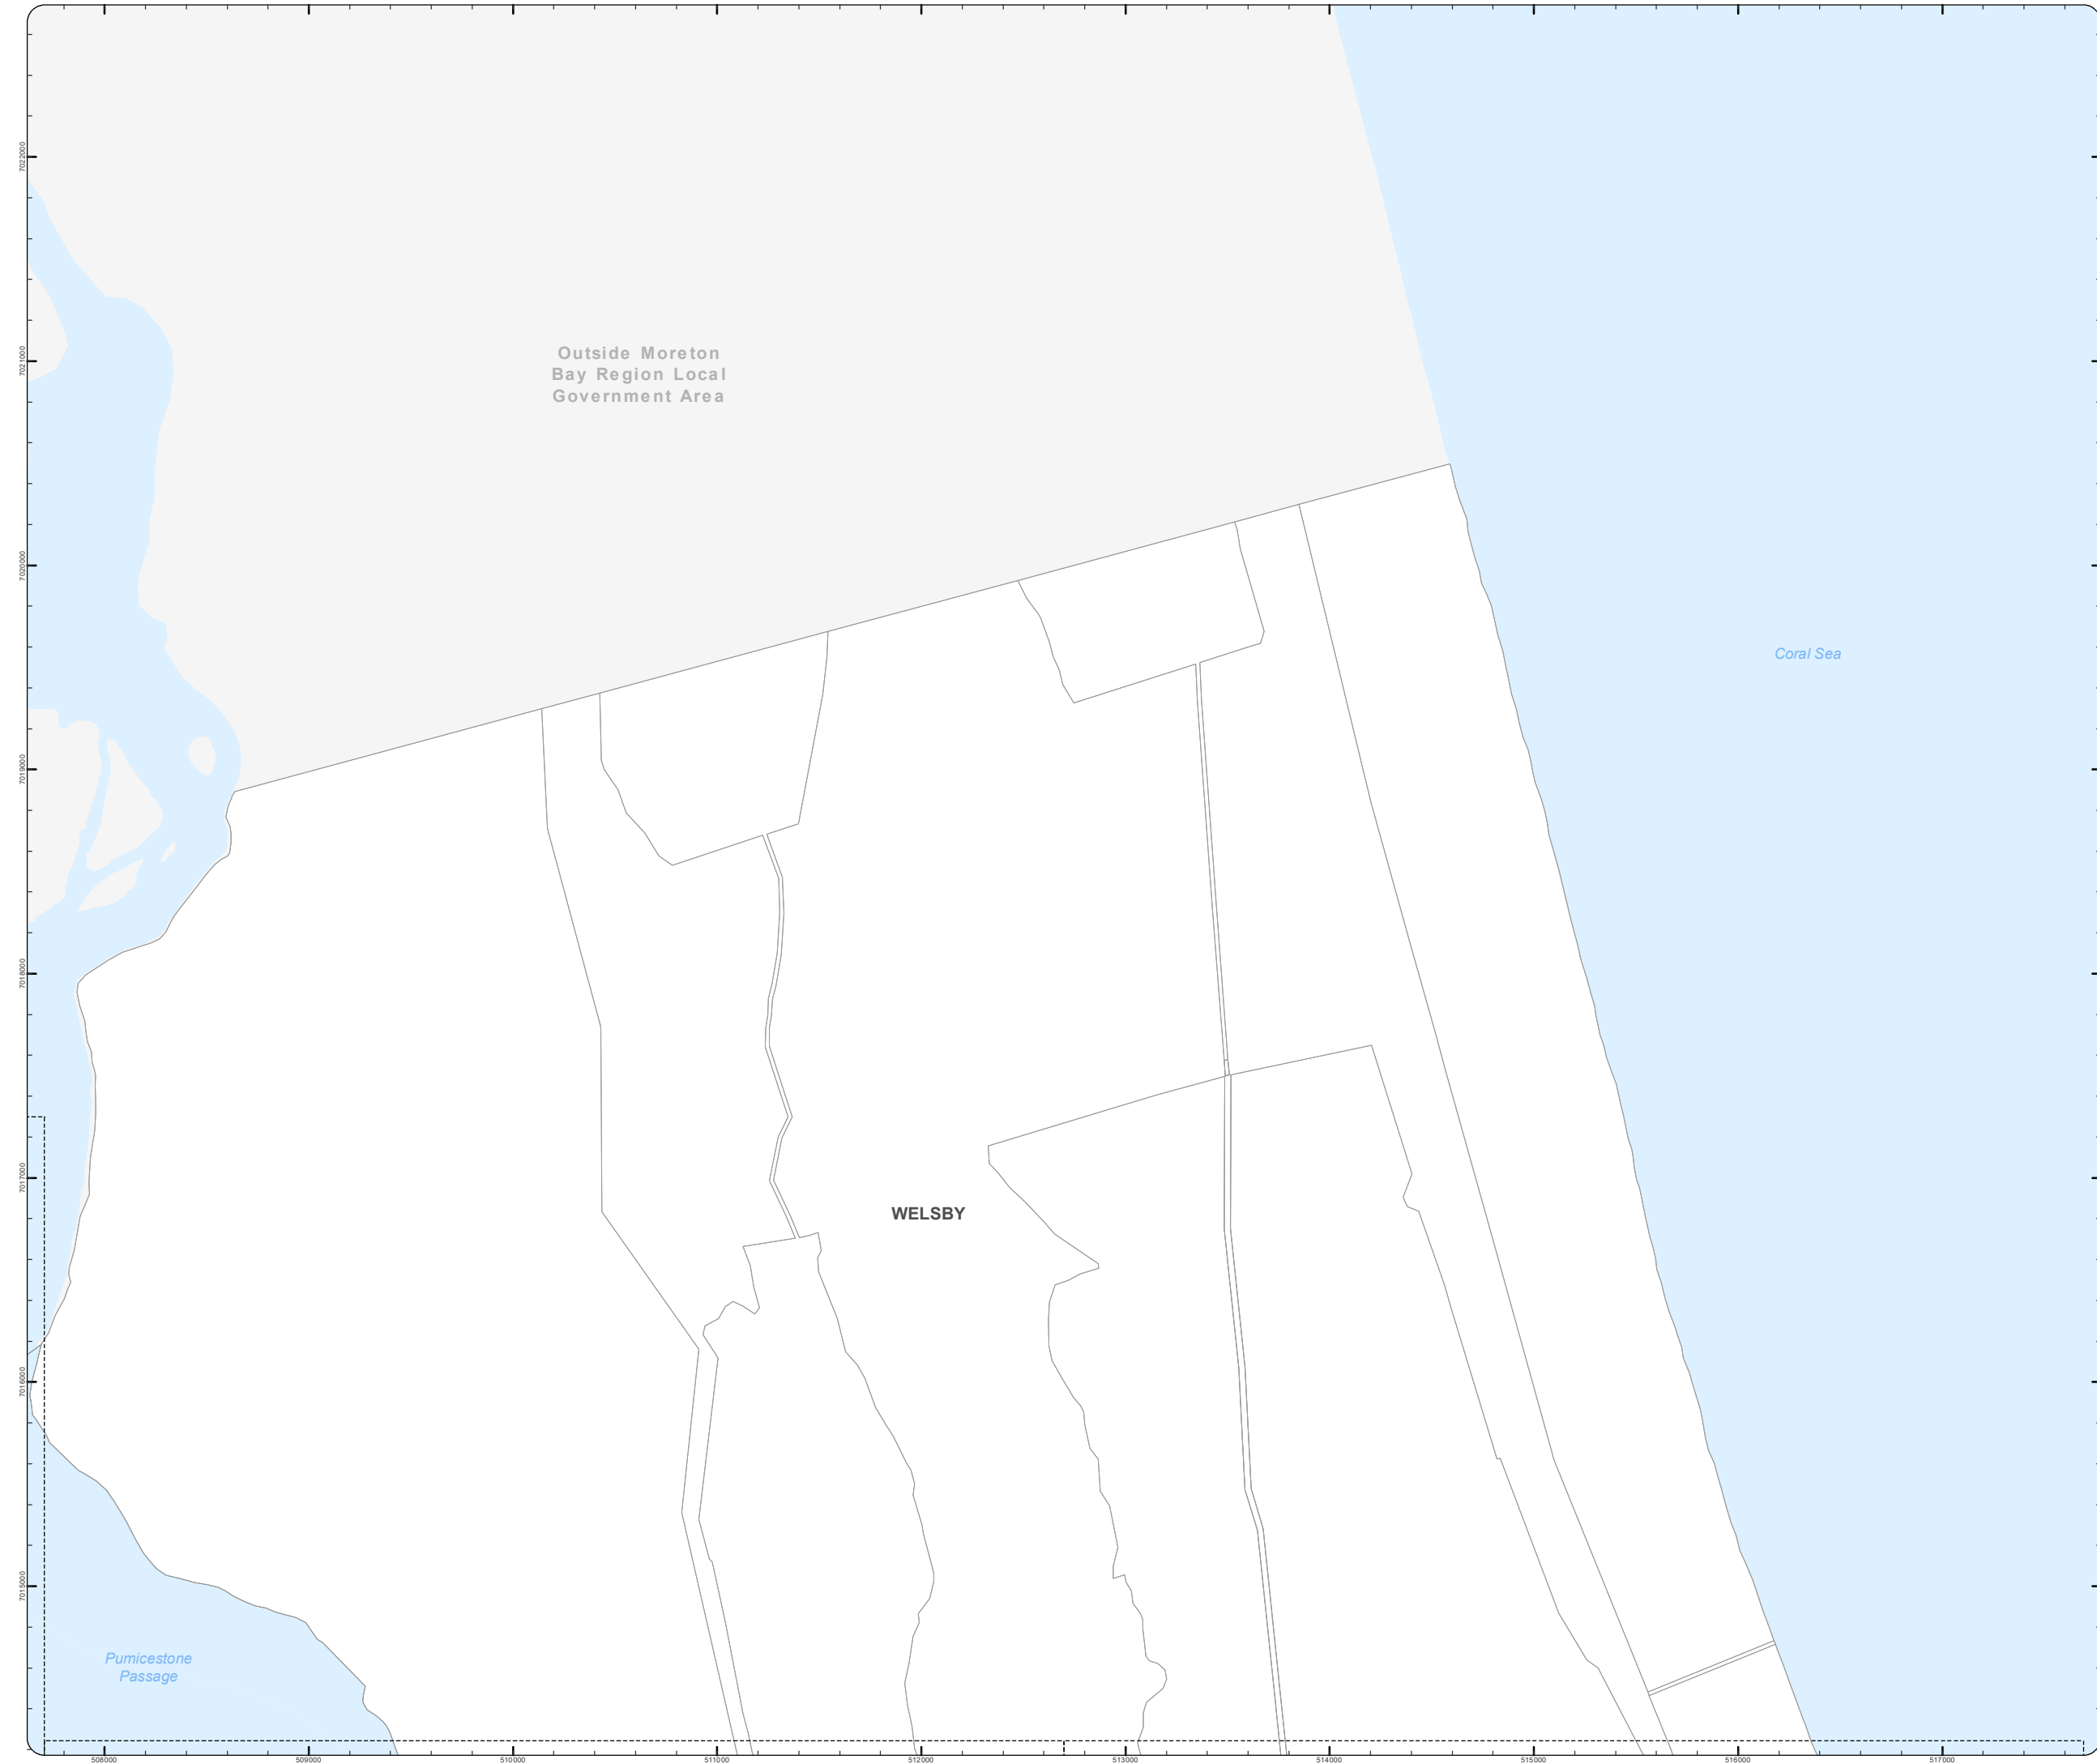 7022000
Outside Moreton
Bay Region Local
Government Area
7021000
7020000
Coral Sea
7019000
7018000
7017000
WELSBY
7016000
7015000
Pumicestone
Passage
508000 509000 510000 511000 512000 513000 514000 515000 516000 517000